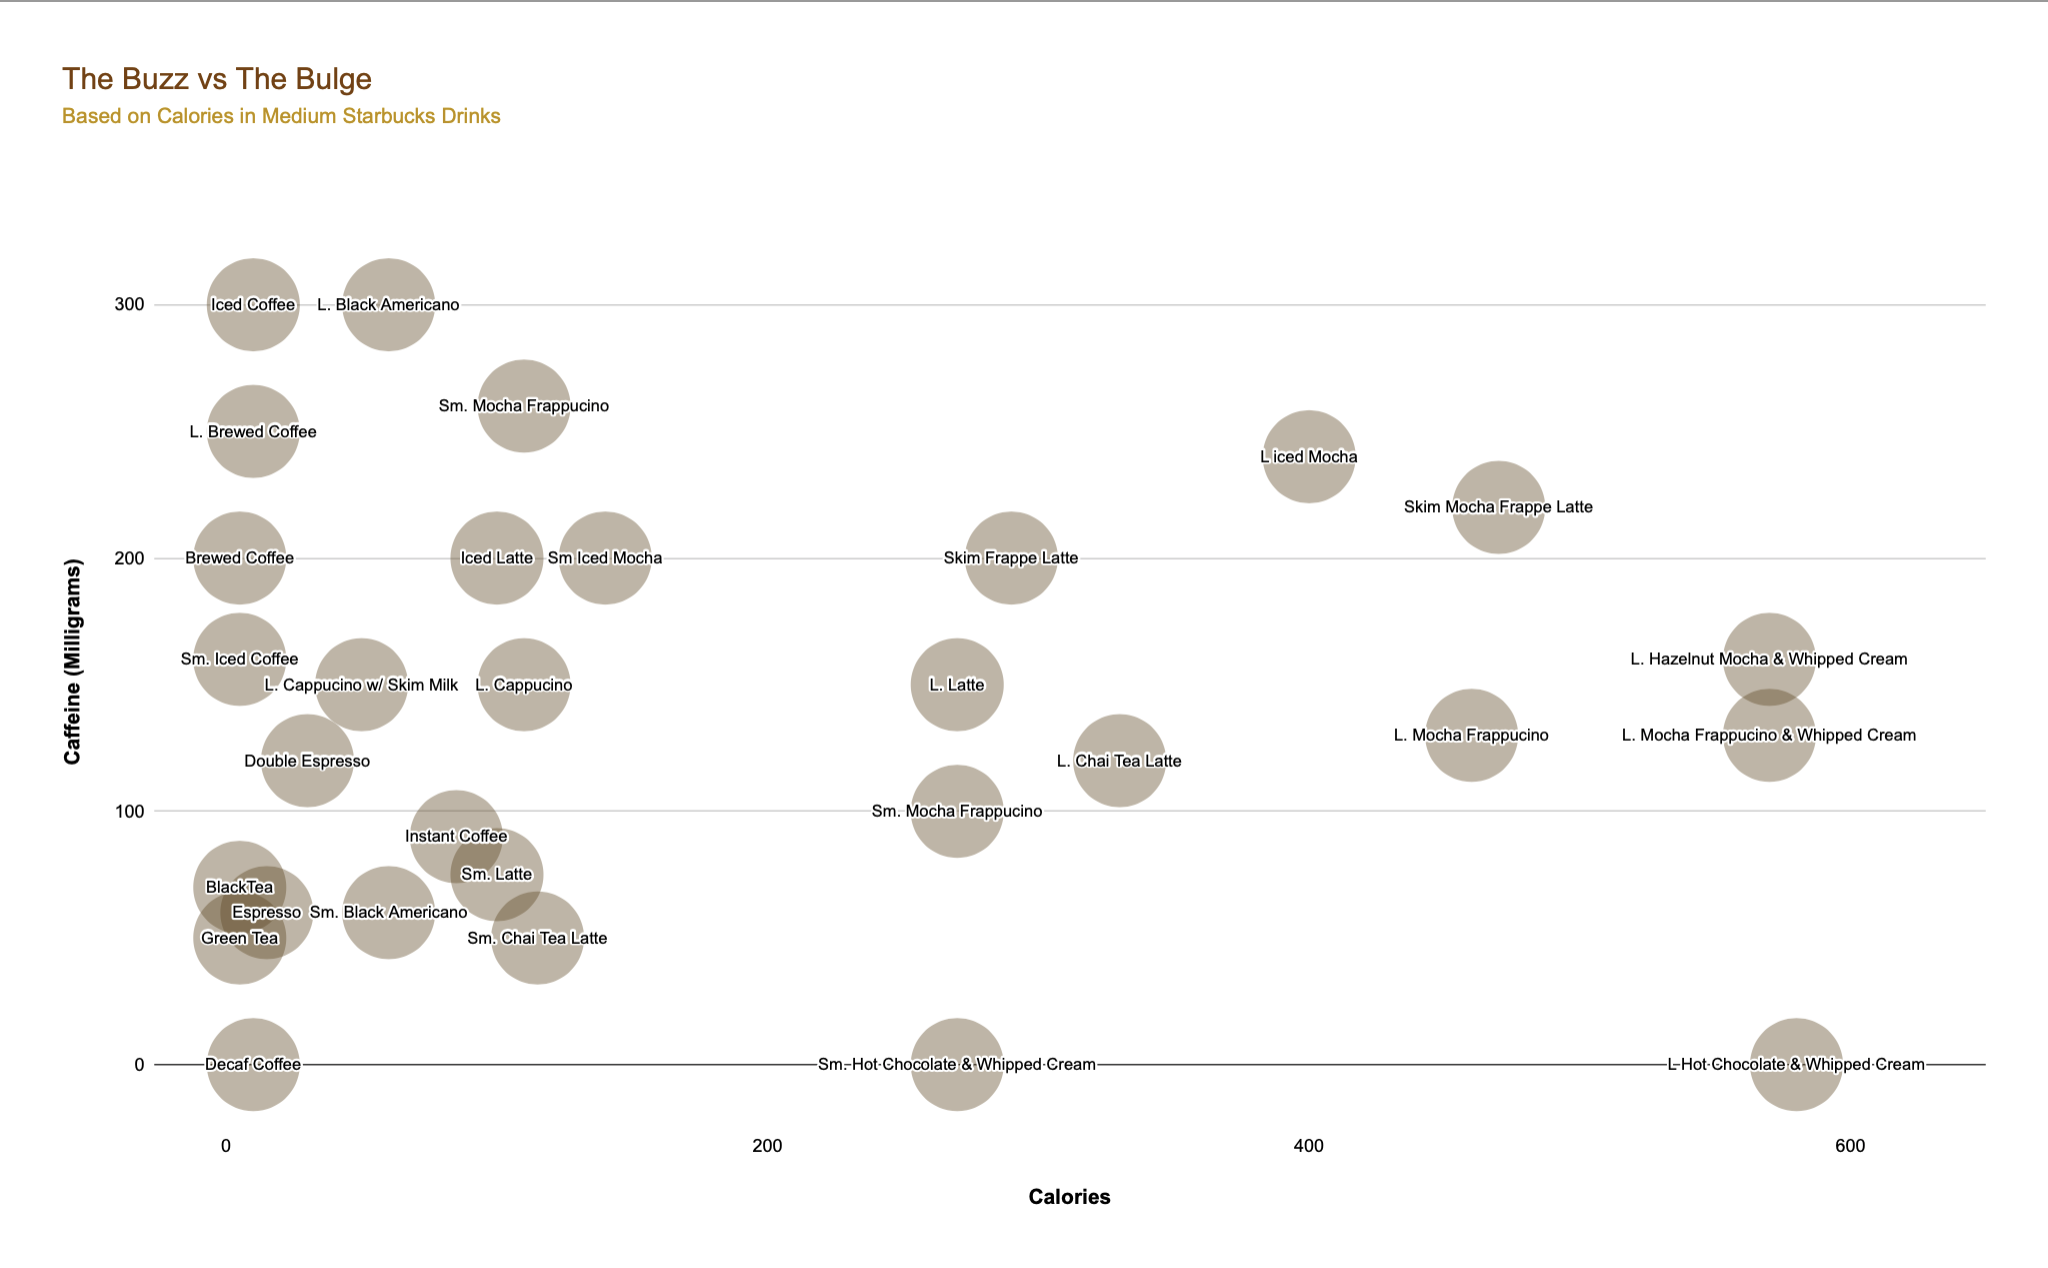 The Buzz vs The Bulge
Based on Calories in Medium Starbucks Drinks
300
Iced Coffee
L. Black Americano
Sm. Mocha Frappucino
L. Brewed Coffee
L iced Mocha
Skim Mocha Frappe Latte
200
Brewed Coffee
Iced Latte
Sm Iced Mocha
Skim Frappe Latte
Sm. Iced Coffee
L. Hazelnut Mocha & Whipped Cream
L. Cappucino w/ Skim Milk
L. Cappucino
L. Latte
L. Mocha Frappucino
L. Mocha Frappucino & Whipped Cream
Double Espresso
L. Chai Tea Latte
100
Sm. Mocha Frappucino
Instant Coffee
Sm. Latte
BlackTea
Espresso
Sm. Black Americano
Green Tea
Sm. Chai Tea Latte
0
Decaf Coffee
Sm. Hot Chocolate & Whipped Cream
L Hot Chocolate & Whipped Cream
Caffeine (Milligrams)
0
200
400
600
Calories